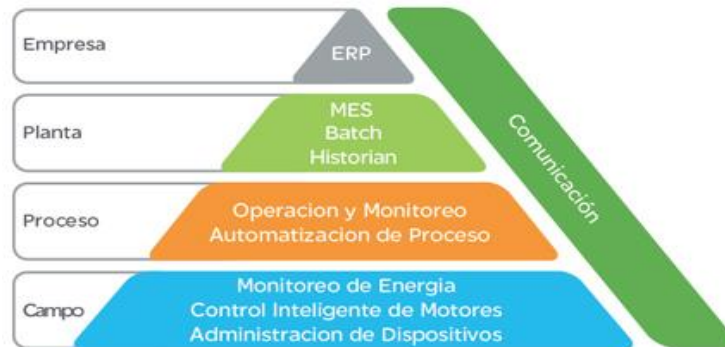 Empresa
ERP
Planta
MES
Batch
Historian
Proceso
Operacion y Monitoreo
Automatizacion de Proceso
Campo
Monitoreo de Energia
Control Inteligente de Motores
Administracion de Dispositivos
Comunicación